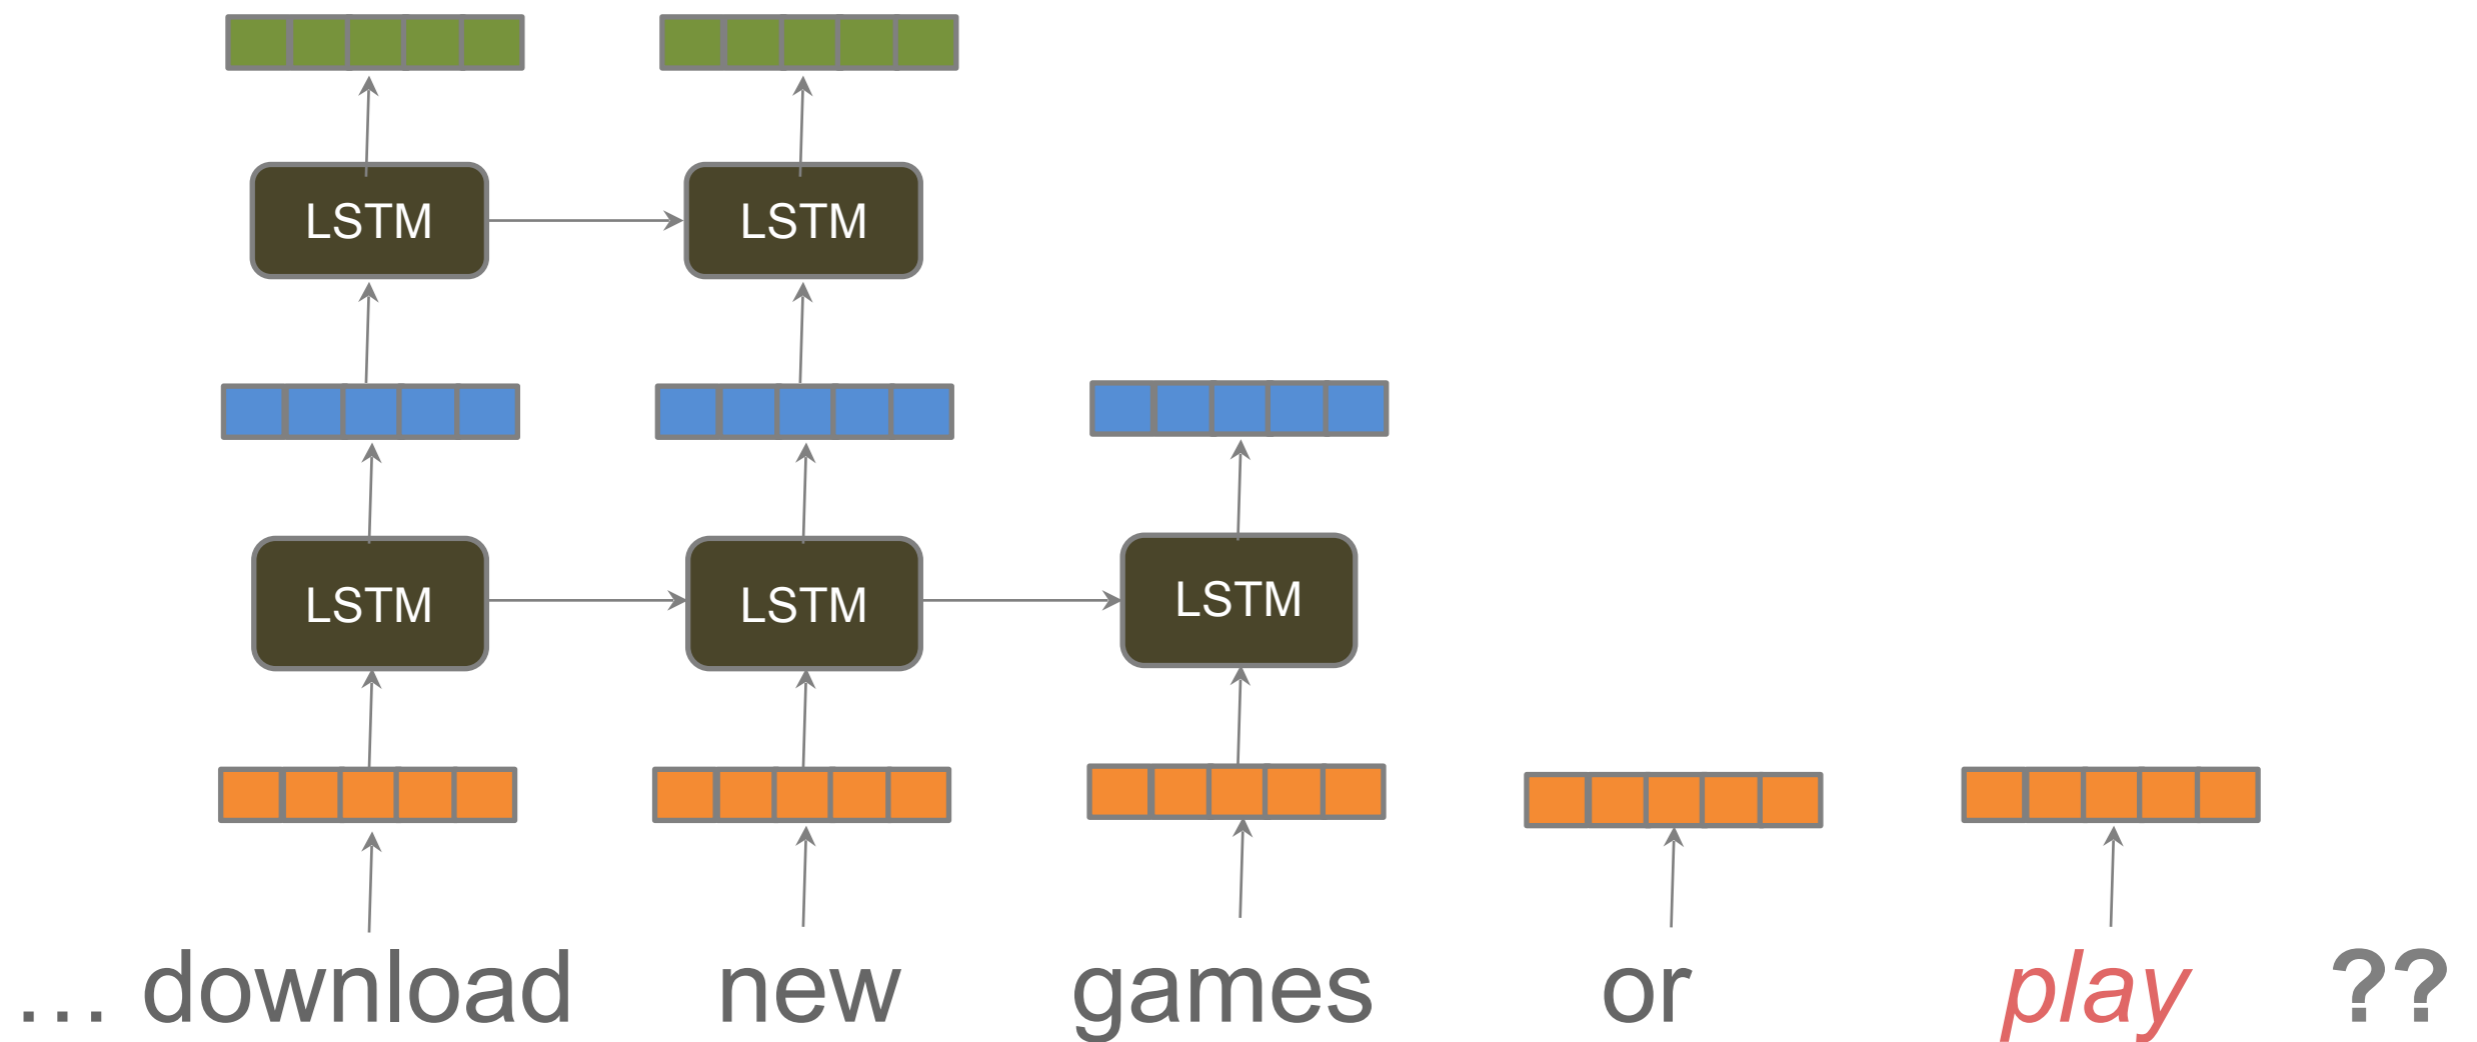 LSTM LSTM
LSTM LSTM LSTM
... download new games or play ??